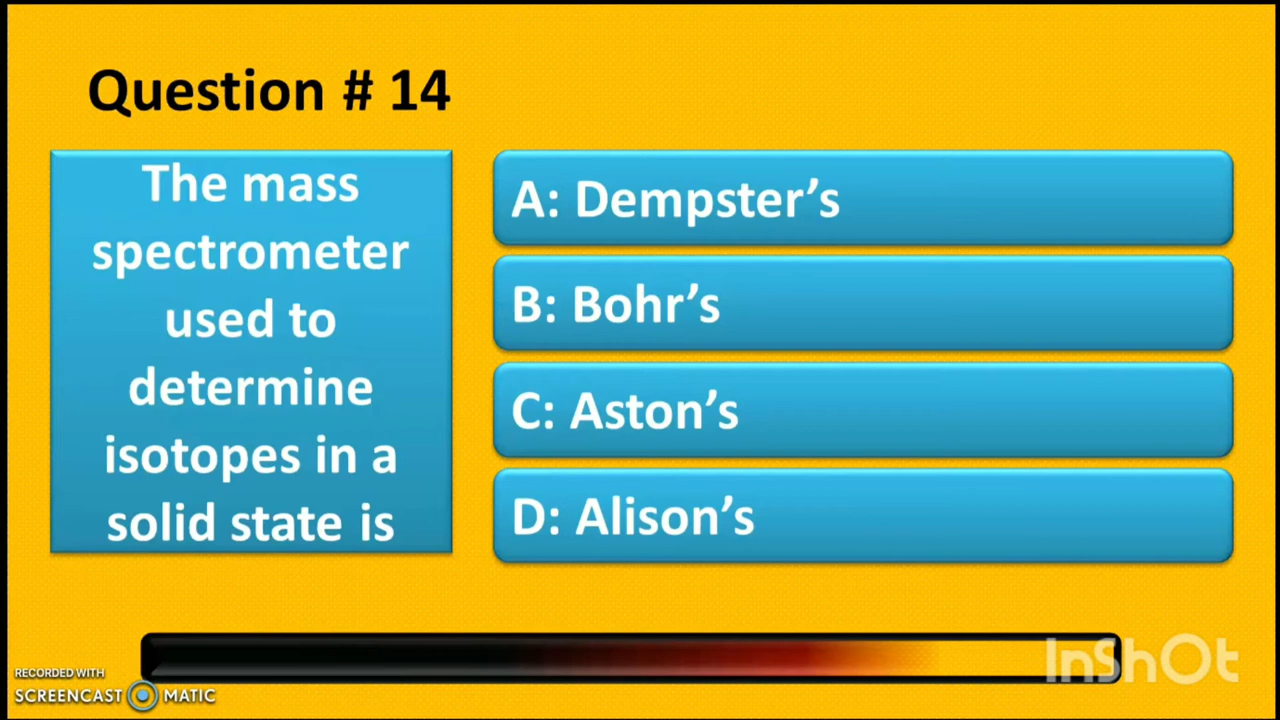 Question # 14
The mass
spectrometer
used to
determine
isotopes in a
solid state is
A: Dempster’s
B: Bohr’s
C: Aston’s
D: Alison’s
RECORDED WITH
SCREENCAST MATIC
InShOt